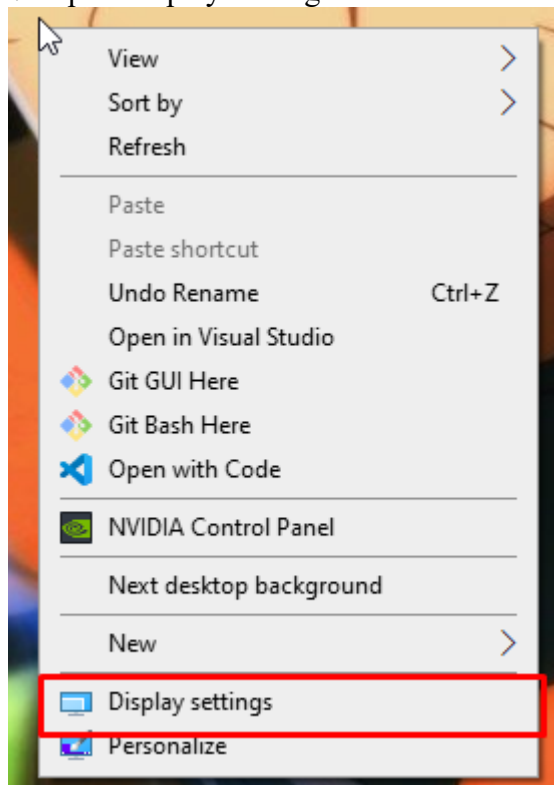 View
Sort by
Refresh
Paste
Paste shortcut
Undo Rename Ctrl+Z
Open in Visual Studio
Git GUI Here
Git Bash Here
Open with Code
NVIDIA Control Panel
Next desktop background
New
Display settings
Personalize